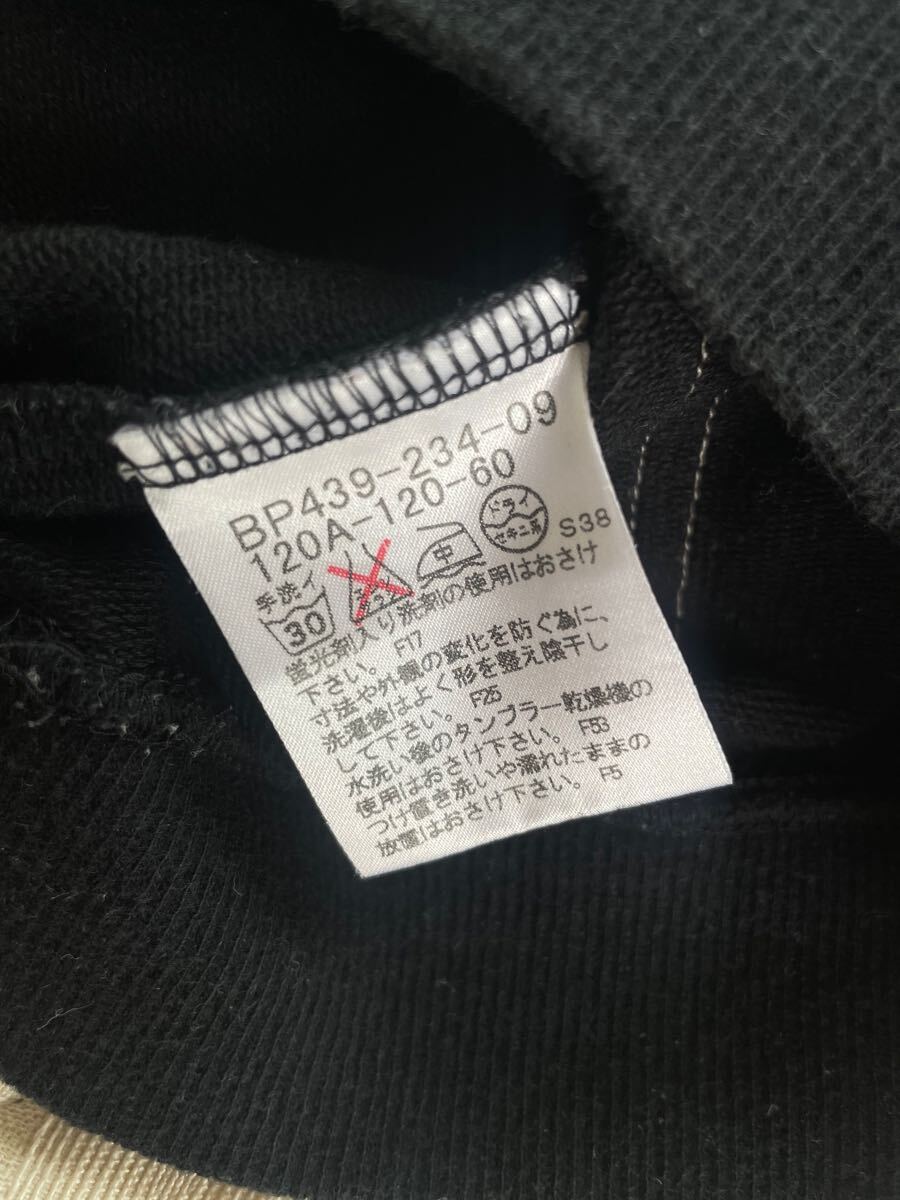 BP439-234-09
120A-120-60
手洗イ 30 エンソサラシ 中 ドライ セキユ系 S38
蛍光剤入り洗剤の使用はおさけ
下さい。 F17
寸法や外観の変化を防ぐ為に、
洗濯後はよく形を整え陰干し
して下さい。 F25
水洗い後のタンブラー乾燥機の
使用はおさけ下さい。 F53
つけ置き洗いや濡れたままの
放置はおさけ下さい。 F5